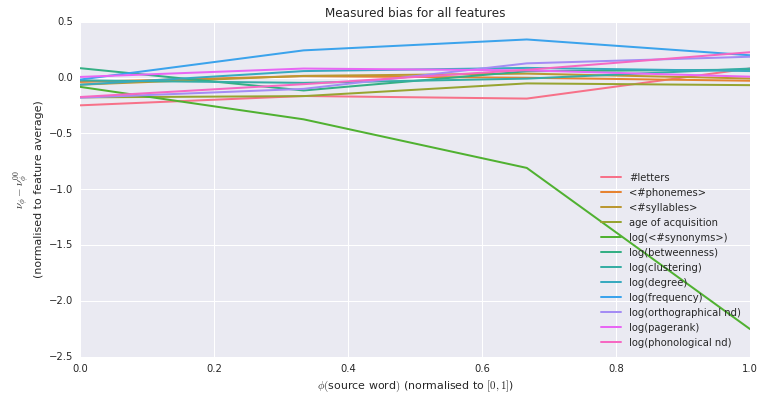 Measured bias for all features
0.5
0.0
−0.5
−1.0
−1.5
−2.0
−2.5
ν_φ − ν_φ^00
(normalised to feature average)
#letters
<#phonemes>
<#syllables>
age of acquisition
log(<#synonyms>)
log(betweenness)
log(clustering)
log(degree)
log(frequency)
log(orthographical nd)
log(pagerank)
log(phonological nd)
0.0 0.2 0.4 0.6 0.8 1.0
ϕ(source word) (normalised to [0, 1])